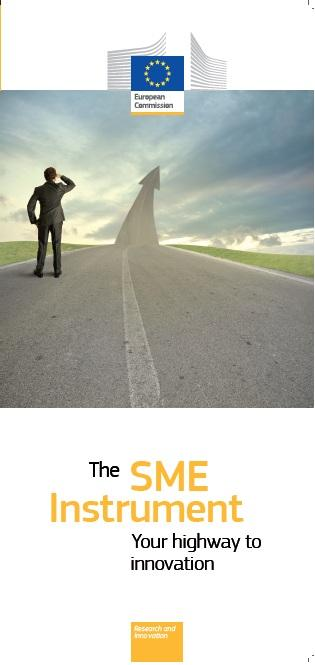 European
Commission
The SME
Instrument
Your highway to
innovation
Research and
Innovation